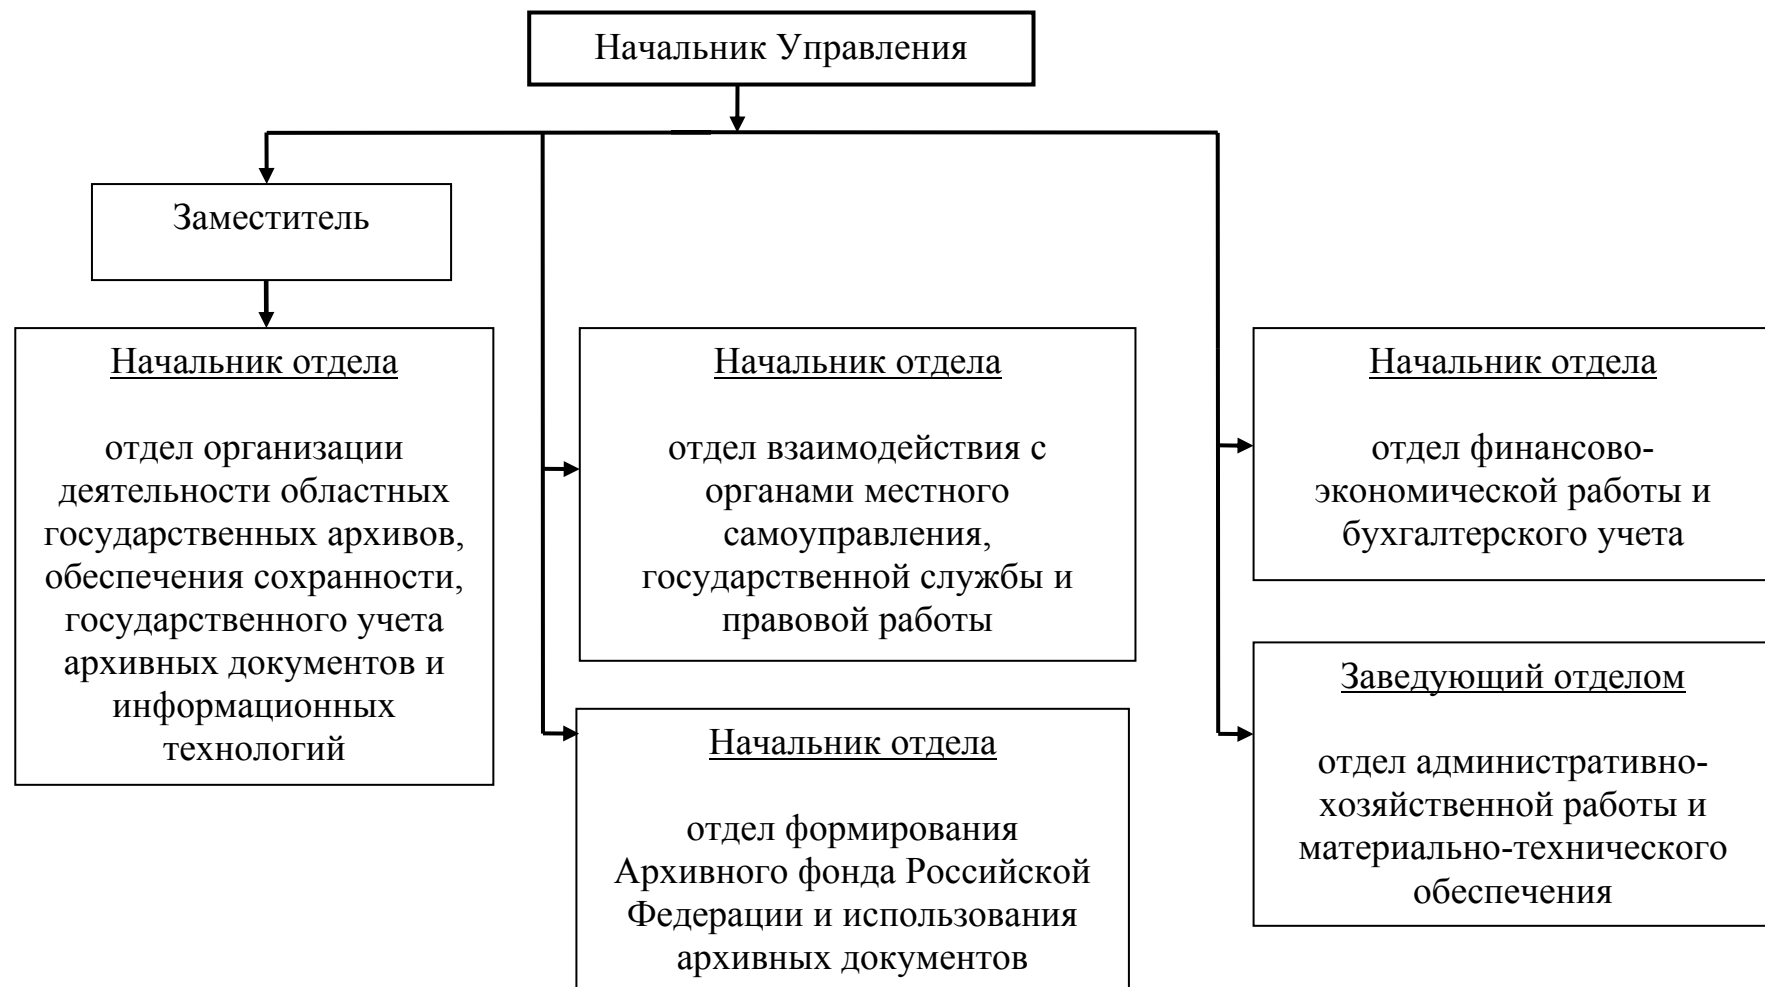 Начальник Управления
Заместитель
Начальник отдела
отдел организации
деятельности областных
государственных архивов,
обеспечения сохранности,
государственного учета
архивных документов и
информационных
технологий
Начальник отдела
отдел взаимодействия с
органами местного
самоуправления,
государственной службы и
правовой работы
Начальник отдела
отдел формирования
Архивного фонда Российской
Федерации и использования
архивных документов
Начальник отдела
отдел финансово-
экономической работы и
бухгалтерского учета
Заведующий отделом
отдел административно-
хозяйственной работы и
материально-технического
обеспечения